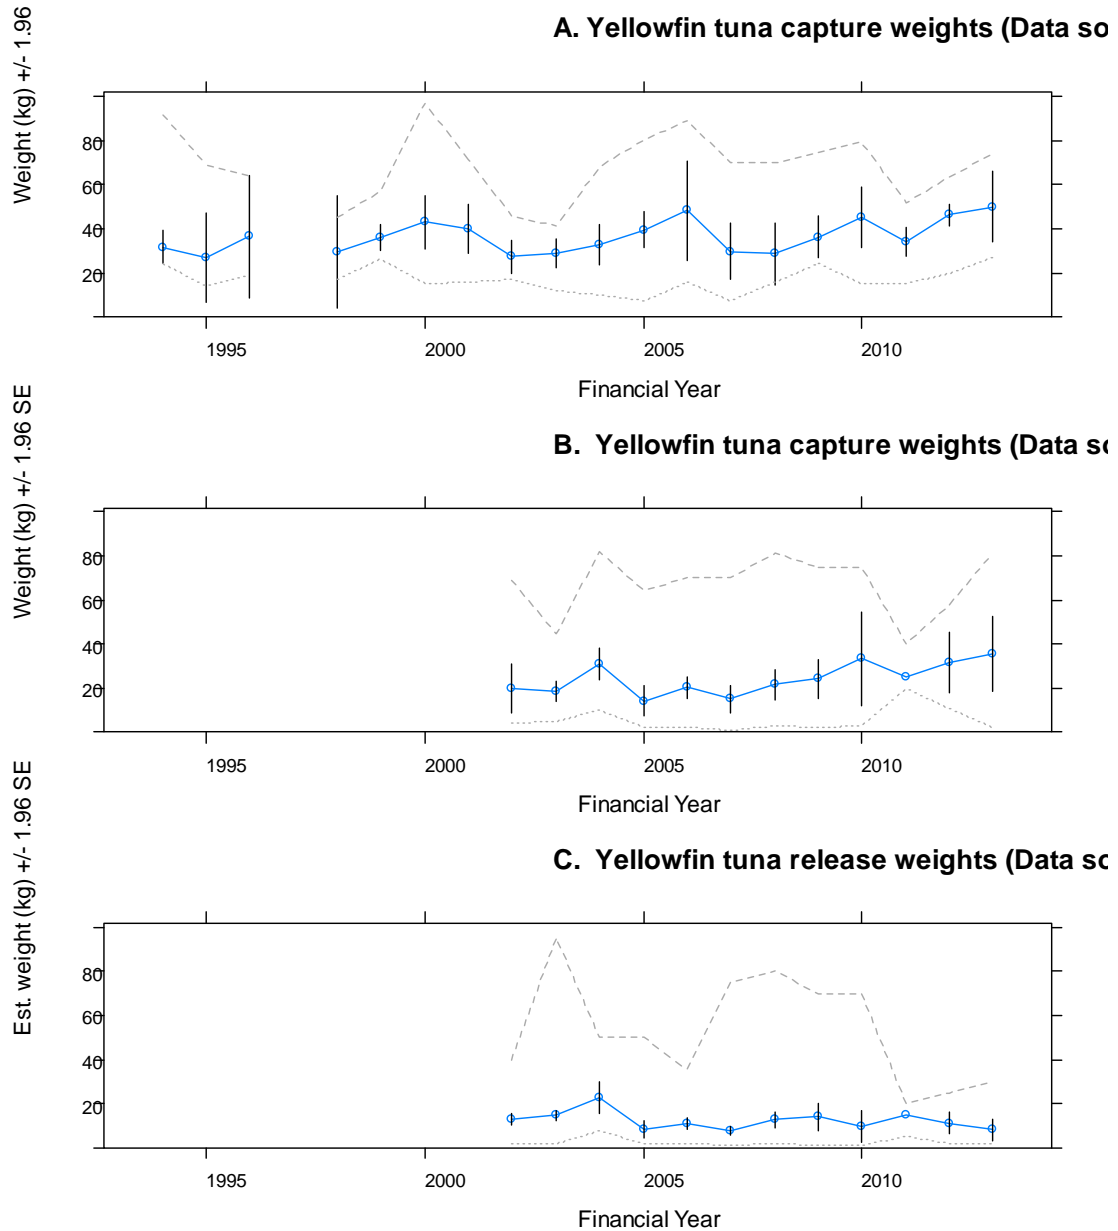 A. Yellowfin tuna capture weights (Data so
Weight (kg) +/- 1.96
80
60
40
20
1995 2000 2005 2010
Financial Year
B. Yellowfin tuna capture weights (Data so
Weight (kg) +/- 1.96 SE
80
60
40
20
1995 2000 2005 2010
Financial Year
C. Yellowfin tuna release weights (Data so
Est. weight (kg) +/- 1.96 SE
80
60
40
20
1995 2000 2005 2010
Financial Year